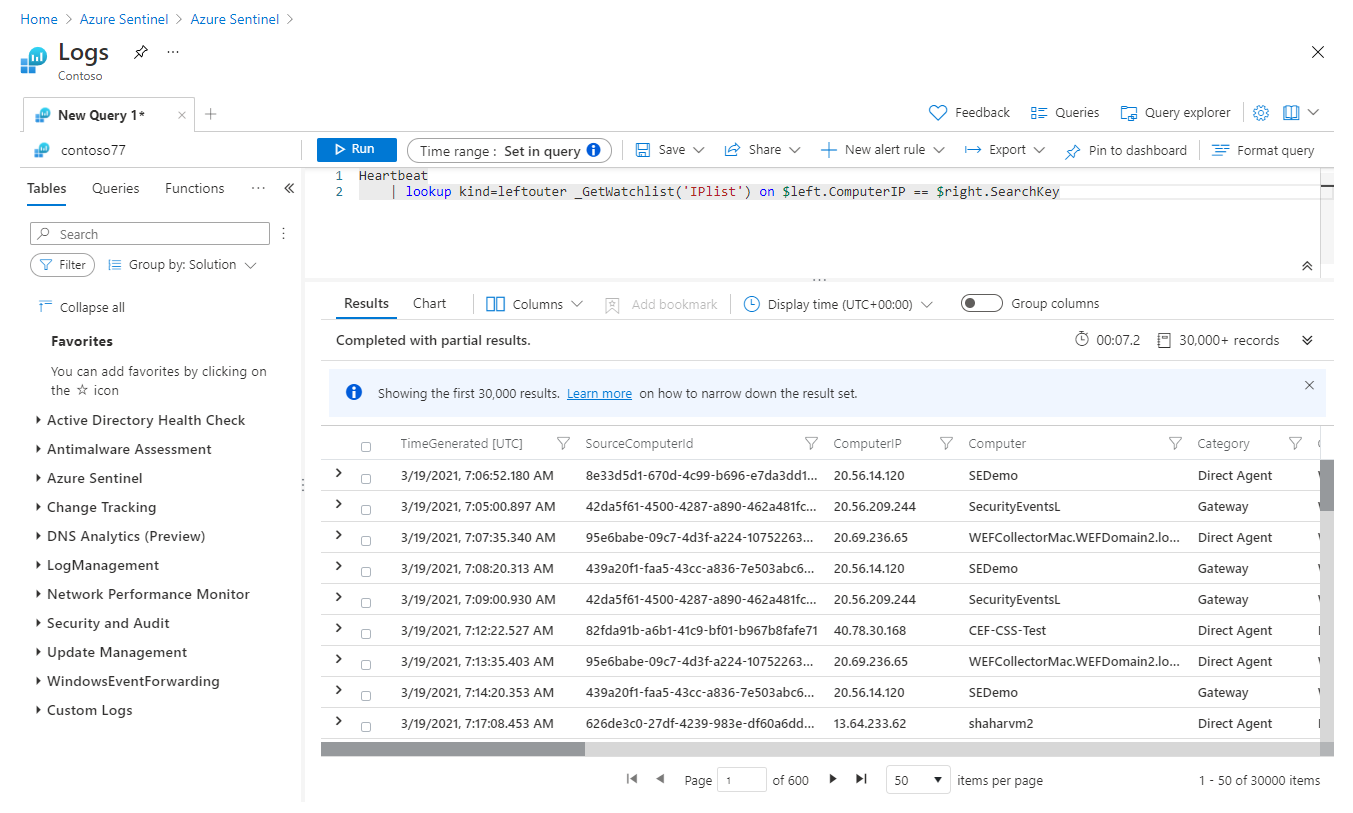 Home > Azure Sentinel > Azure Sentinel >
Logs ...
Contoso
New Query 1* × +
Feedback Queries Query explorer
contoso77
Run Time range : Set in query Save Share New alert rule Export Pin to dashboard Format query
Tables Queries Functions ... «
1 Heartbeat
2 | lookup kind=leftouter _GetWatchlist('IPlist') on $left.ComputerIP == $right.SearchKey
Search
Filter Group by: Solution
Collapse all
Favorites
You can add favorites by clicking on
the ☆ icon
Active Directory Health Check
Antimalware Assessment
Azure Sentinel
Change Tracking
DNS Analytics (Preview)
LogManagement
Network Performance Monitor
Security and Audit
Update Management
WindowsEventForwarding
Custom Logs
Results Chart Columns Add bookmark Display time (UTC+00:00) Group columns
Completed with partial results. 00:07.2 30,000+ records
Showing the first 30,000 results. Learn more on how to narrow down the result set.
TimeGenerated [UTC] SourceComputerId ComputerIP Computer Category
3/19/2021, 7:06:52.180 AM 8e33d5d1-670d-4c99-b696-e7da3dd1... 20.56.14.120 SEDemo Direct Agent
3/19/2021, 7:05:00.897 AM 42da5f61-4500-4287-a890-462a481fc... 20.56.209.244 SecurityEventsL Gateway
3/19/2021, 7:07:35.340 AM 95e6babe-09c7-4d3f-a224-10752263... 20.69.236.65 WEFCollectorMac.WEFDomain2.lo... Direct Agent
3/19/2021, 7:08:20.313 AM 439a20f1-faa5-43cc-a836-7e503abc6... 20.56.14.120 SEDemo Gateway
3/19/2021, 7:09:00.930 AM 42da5f61-4500-4287-a890-462a481fc... 20.56.209.244 SecurityEventsL Gateway
3/19/2021, 7:12:22.527 AM 82fda91b-a6b1-41c9-bf01-b967b8fafe71 40.78.30.168 CEF-CSS-Test Direct Agent
3/19/2021, 7:13:35.403 AM 95e6babe-09c7-4d3f-a224-10752263... 20.69.236.65 WEFCollectorMac.WEFDomain2.lo... Direct Agent
3/19/2021, 7:14:20.353 AM 439a20f1-faa5-43cc-a836-7e503abc6... 20.56.14.120 SEDemo Gateway
3/19/2021, 7:17:08.453 AM 626de3c0-27df-4239-983e-df60a6dd... 13.64.233.62 shaharvm2 Direct Agent
Page 1 of 600 50 items per page 1 - 50 of 30000 items